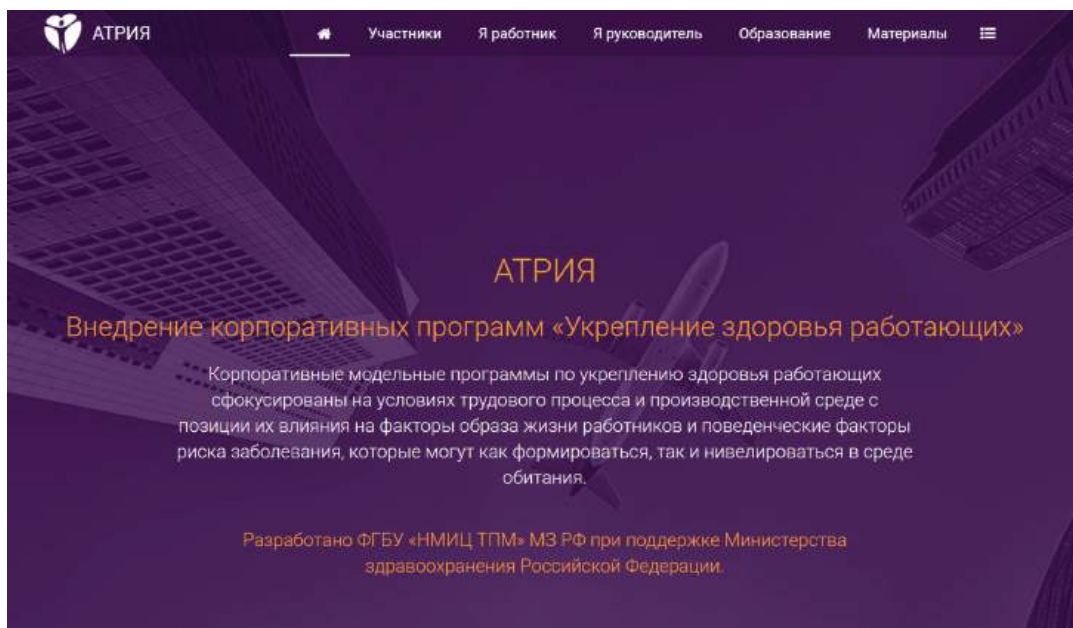 АТРИЯ
Участники
Я работник
Я руководитель
Образование
Материалы
АТРИЯ
Внедрение корпоративных программ «Укрепление здоровья работающих»
Корпоративные модельные программы по укреплению здоровья работающих
сфокусированы на условиях трудового процесса и производственной среде с
позиции их влияния на факторы образа жизни работников и поведенческие факторы
риска заболевания, которые могут как формироваться, так и нивелироваться в среде
обитания.
Разработано ФГБУ «НМИЦ ТПМ» МЗ РФ при поддержке Министерства
здравоохранения Российской Федерации.